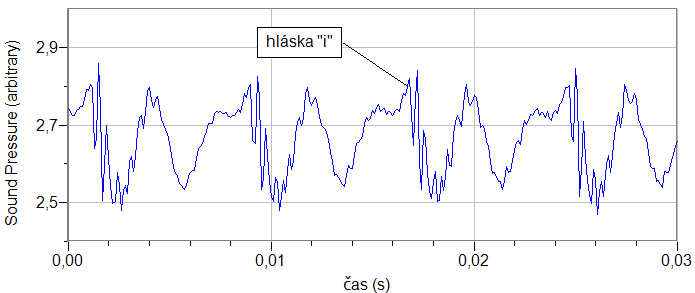 hláska "i"
Sound Pressure (arbitrary)
2,9
2,7
2,5
0,00
0,01
0,02
0,03
čas (s)